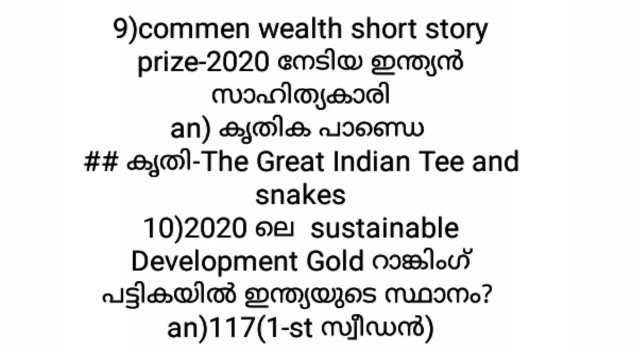 9)commen wealth short story
prize-2020 നേടിയ ഇന്ത്യൻ
സാഹിത്യകാരി
an) കൃതിക പാണ്ഡെ
## കൃതി-The Great Indian Tee and
snakes
10)2020 ലെ sustainable
Development Gold റാങ്കിംഗ്
പട്ടികയിൽ ഇന്ത്യയുടെ സ്ഥാനം?
an)117(1-st സ്വീഡൻ)